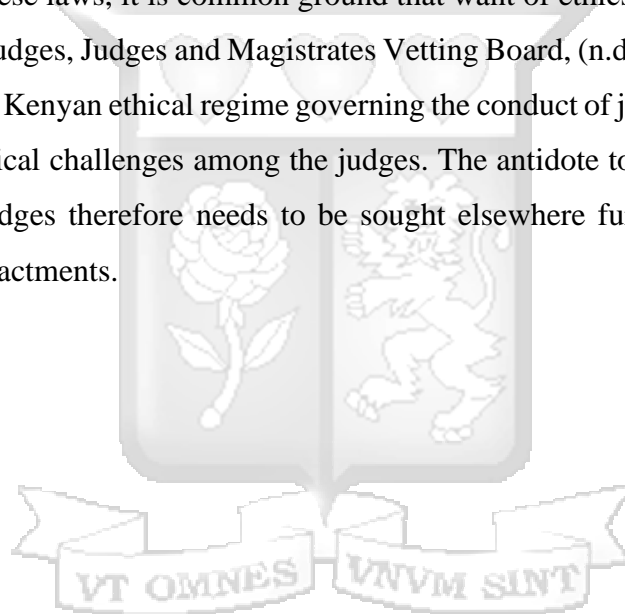 ese laws, it is common ground that want of ethics
udges, Judges and Magistrates Vetting Board, (n.d
Kenyan ethical regime governing the conduct of j
ical challenges among the judges. The antidote to
dges therefore needs to be sought elsewhere fu
actments.
VT OMNES VNVM SINT